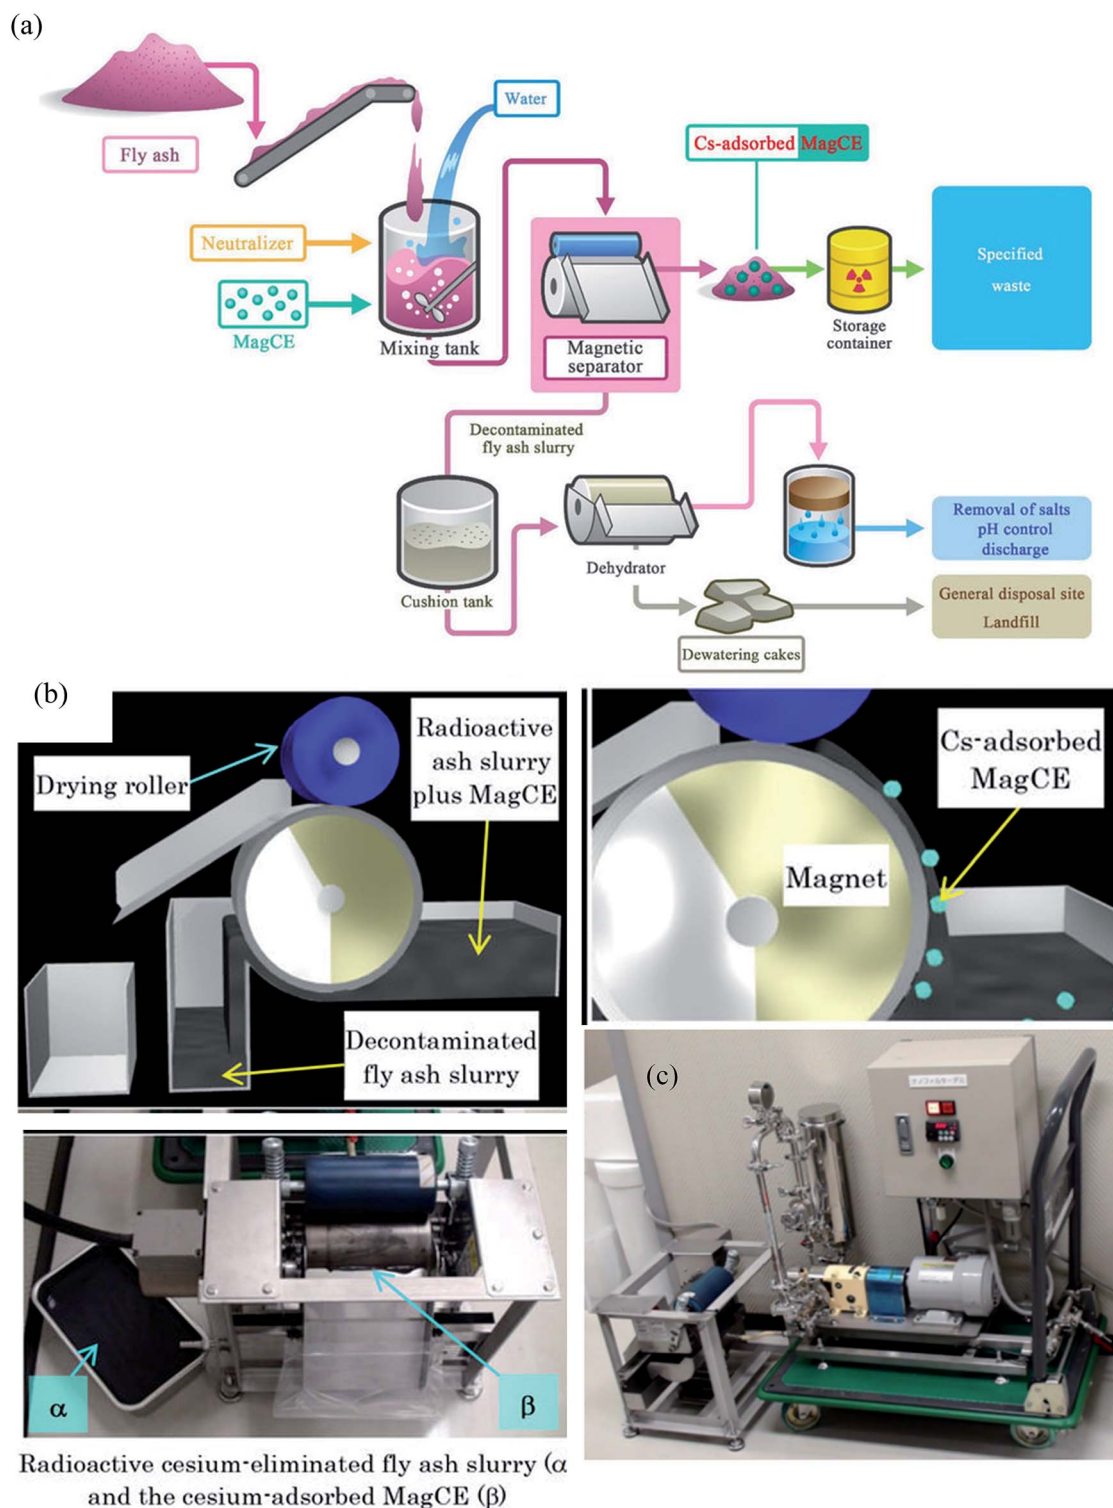 (a)
Fly ash
Water
Neutralizer
MagCE
Mixing tank
Magnetic
separator
Cs-adsorbed MagCE
Storage
container
Specified
waste
Decontaminated
fly ash slurry
Cushion tank
Dehydrator
Dewatering cakes
Removal of salts
pH control
discharge
General disposal site
Landfill
(b)
Drying roller
Radioactive
ash slurry
plus MagCE
Decontaminated
fly ash slurry
Magnet
Cs-adsorbed
MagCE
(c)
α
β
Radioactive cesium-eliminated fly ash slurry (α
and the cesium-adsorbed MagCE (β)